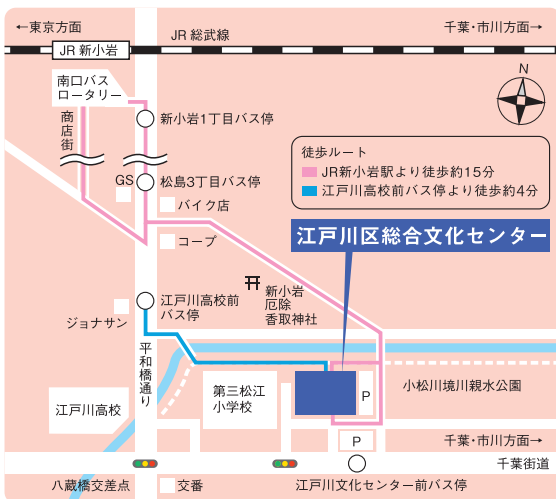 ←東京方面
JR 総武線
千葉・市川方面→
JR 新小岩
南口バス
ロータリー
N
商店街
新小岩1丁目バス停
徒歩ルート
JR新小岩駅より徒歩約15分
江戸川高校前バス停より徒歩約4分
GS
松島3丁目バス停
バイク店
コープ
江戸川区総合文化センター
新小岩
厄除
香取神社
江戸川高校前
バス停
ジョナサン
平和橋通り
第三松江
小学校
P
小松川境川親水公園
江戸川高校
P
千葉・市川方面→
千葉街道
八蔵橋交差点
交番
江戸川文化センター前バス停